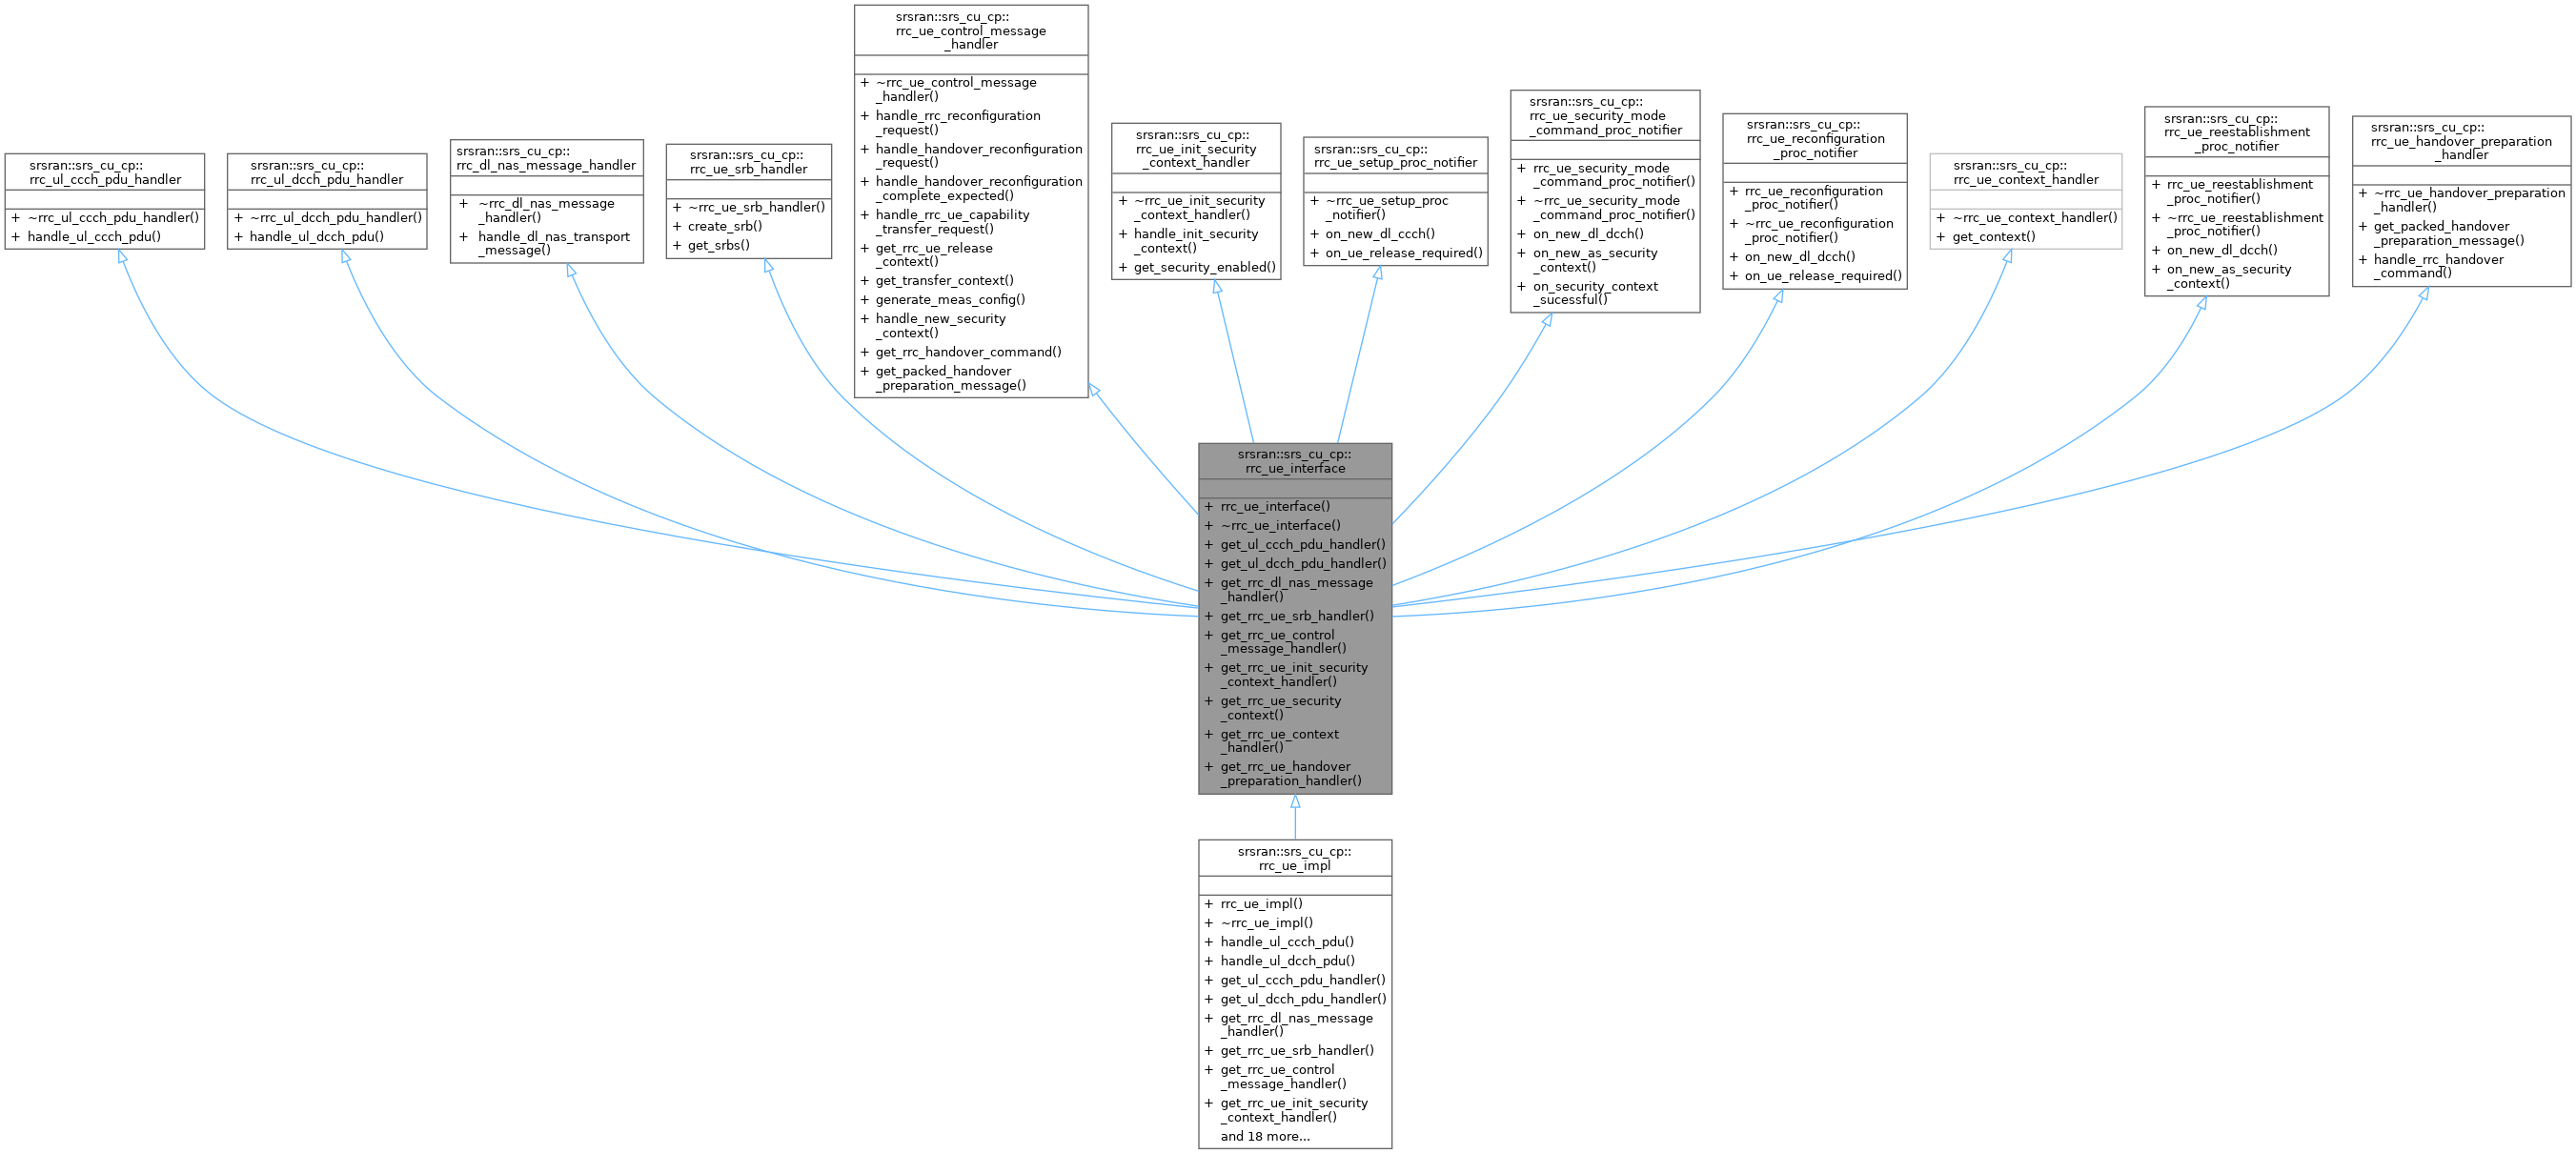 srsran::srs_cu_cp::
rrc_ul_ccch_pdu_handler
+ ~rrc_ul_ccch_pdu_handler()
+ handle_ul_ccch_pdu()
srsran::srs_cu_cp::
rrc_ul_dcch_pdu_handler
+ ~rrc_ul_dcch_pdu_handler()
+ handle_ul_dcch_pdu()
srsran::srs_cu_cp::
rrc_dl_nas_message_handler
+ ~rrc_dl_nas_message
_handler()
+ handle_dl_nas_transport
_message()
srsran::srs_cu_cp::
rrc_ue_srb_handler
+ ~rrc_ue_srb_handler()
+ create_srb()
+ get_srbs()
srsran::srs_cu_cp::
rrc_ue_control_message
_handler
+ ~rrc_ue_control_message
_handler()
+ handle_rrc_reconfiguration
_request()
+ handle_handover_reconfiguration
_request()
+ handle_handover_reconfiguration
_complete_expected()
+ handle_rrc_ue_capability
_transfer_request()
+ get_rrc_ue_release
_context()
+ get_transfer_context()
+ generate_meas_config()
+ handle_new_security
_context()
+ get_rrc_handover_command()
+ get_packed_handover
_preparation_message()
srsran::srs_cu_cp::
rrc_ue_init_security
_context_handler
+ ~rrc_ue_init_security
_context_handler()
+ handle_init_security
_context()
+ get_security_enabled()
srsran::srs_cu_cp::
rrc_ue_setup_proc_notifier
+ ~rrc_ue_setup_proc
_notifier()
+ on_new_dl_ccch()
+ on_ue_release_required()
srsran::srs_cu_cp::
rrc_ue_security_mode
_command_proc_notifier
+ rrc_ue_security_mode
_command_proc_notifier()
+ ~rrc_ue_security_mode
_command_proc_notifier()
+ on_new_dl_dcch()
+ on_new_as_security
_context()
+ on_security_context
_sucessful()
srsran::srs_cu_cp::
rrc_ue_reconfiguration
_proc_notifier
+ rrc_ue_reconfiguration
_proc_notifier()
+ ~rrc_ue_reconfiguration
_proc_notifier()
+ on_new_dl_dcch()
+ on_ue_release_required()
srsran::srs_cu_cp::
rrc_ue_context_handler
+ ~rrc_ue_context_handler()
+ get_context()
srsran::srs_cu_cp::
rrc_ue_reestablishment
_proc_notifier
+ rrc_ue_reestablishment
_proc_notifier()
+ ~rrc_ue_reestablishment
_proc_notifier()
+ on_new_dl_dcch()
+ on_new_as_security
_context()
srsran::srs_cu_cp::
rrc_ue_handover_preparation
_handler
+ ~rrc_ue_handover_preparation
_handler()
+ get_packed_handover
_preparation_message()
+ handle_rrc_handover
_command()
srsran::srs_cu_cp::
rrc_ue_interface
+ rrc_ue_interface()
+ ~rrc_ue_interface()
+ get_ul_ccch_pdu_handler()
+ get_ul_dcch_pdu_handler()
+ get_rrc_dl_nas_message
_handler()
+ get_rrc_ue_srb_handler()
+ get_rrc_ue_control
_message_handler()
+ get_rrc_ue_init_security
_context_handler()
+ get_rrc_ue_security
_context()
+ get_rrc_ue_context
_handler()
+ get_rrc_ue_handover
_preparation_handler()
srsran::srs_cu_cp::
rrc_ue_impl
+ rrc_ue_impl()
+ ~rrc_ue_impl()
+ handle_ul_ccch_pdu()
+ handle_ul_dcch_pdu()
+ get_ul_ccch_pdu_handler()
+ get_ul_dcch_pdu_handler()
+ get_rrc_dl_nas_message
_handler()
+ get_rrc_ue_srb_handler()
+ get_rrc_ue_control
_message_handler()
+ get_rrc_ue_init_security
_context_handler()
and 18 more...